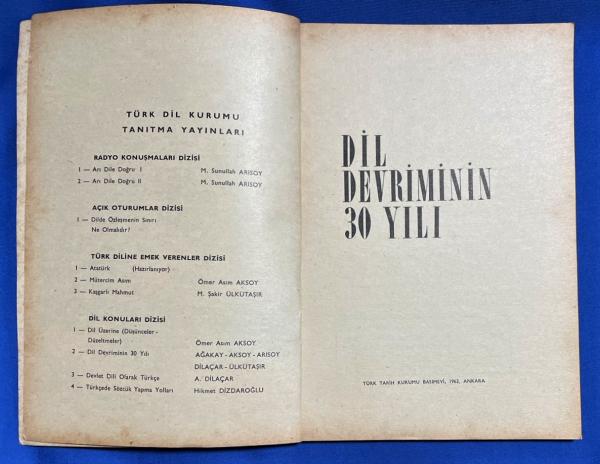 TÜRK DİL KURUMU
TANITMA YAYINLARI
RADYO KONUŞMALARI DİZİSİ
1 — Arı Dile Doğru I M. Sunullah ARISOY
2 — Arı Dile Doğru II M. Sunullah ARISOY
AÇIK OTURUMLAR DİZİSİ
1 — Dilde Özleşmenin Sınırı
Ne Olmalıdır?
TÜRK DİLİNE EMEK VERENLER DİZİSİ
1 — Atatürk (Hazırlanıyor)
2 — Mütercim Asım Ömer Asım AKSOY
3 — Kaşgarlı Mahmut M. Şakir ÜLKÜTAŞIR
DİL KONULARI DİZİSİ
1 — Dil Üzerine (Düşünceler -
Düzeltmeler) Ömer Asım AKSOY
2 — Dil Devriminin 30 Yılı AĞAKAY - AKSOY - ARISOY
DİLÂÇAR - ÜLKÜTAŞIR
3 — Devlet Dili Olarak Türkçe A. DİLÂÇAR
4 — Türkçede Sözcük Yapma Yolları Hikmet DİZDAROĞLU
DİL
DEVRİMİNİN
30 YILI
TÜRK TARİH KURUMU BASIMEVİ, 1962, ANKARA